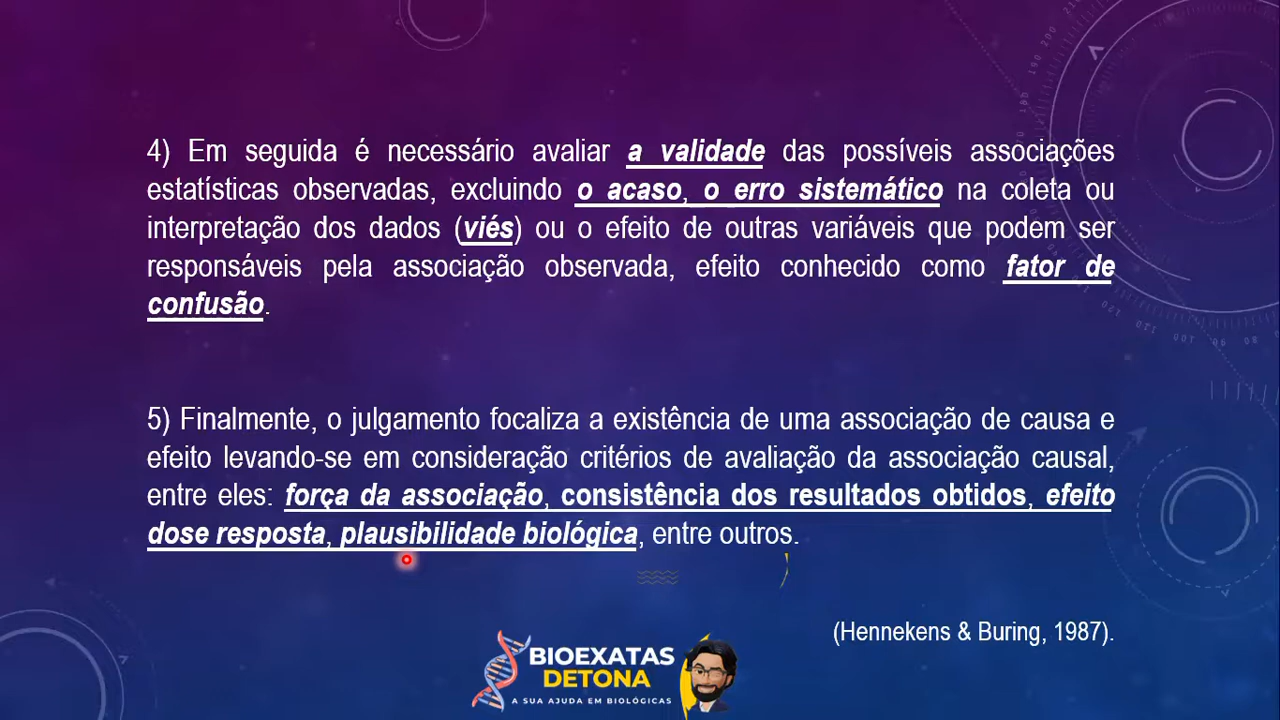 4) Em seguida é necessário avaliar a validade das possíveis associações
estatísticas observadas, excluindo o acaso, o erro sistemático na coleta ou
interpretação dos dados (viés) ou o efeito de outras variáveis que podem ser
responsáveis pela associação observada, efeito conhecido como fator de
confusão.
5) Finalmente, o julgamento focaliza a existência de uma associação de causa e
efeito levando-se em consideração critérios de avaliação da associação causal,
entre eles: força da associação, consistência dos resultados obtidos, efeito
dose resposta, plausibilidade biológica, entre outros.
(Hennekens & Buring, 1987).
BIOEXATAS
DETONA
A SUA AJUDA EM BIOLÓGICAS